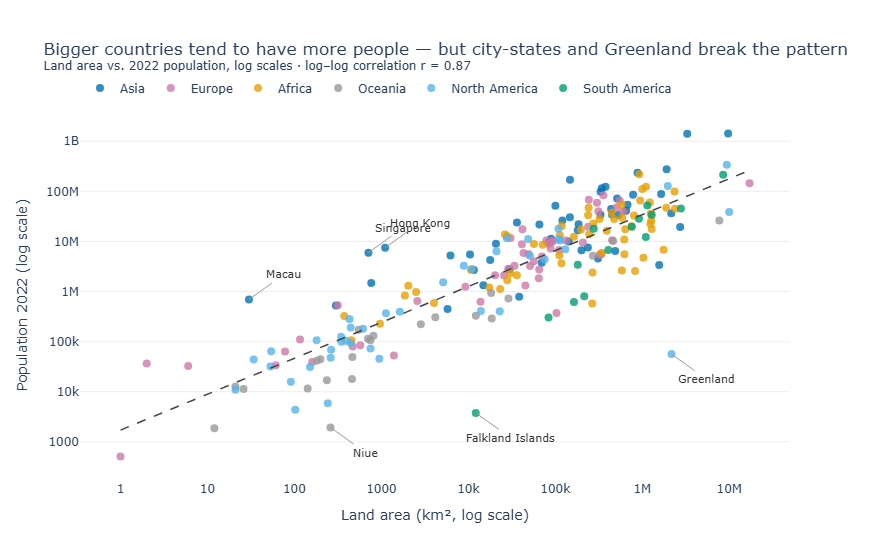 Bigger countries tend to have more people — but city-states and Greenland break the pattern
Land area vs. 2022 population, log scales · log–log correlation r = 0.87
Asia Europe Africa Oceania North America South America
1B
100M
10M
1M
100k
10k
1000
Population 2022 (log scale)
Hong Kong
Singapore
Macau
Greenland
Falkland Islands
Niue
1 10 100 1000 10k 100k 1M 10M
Land area (km², log scale)